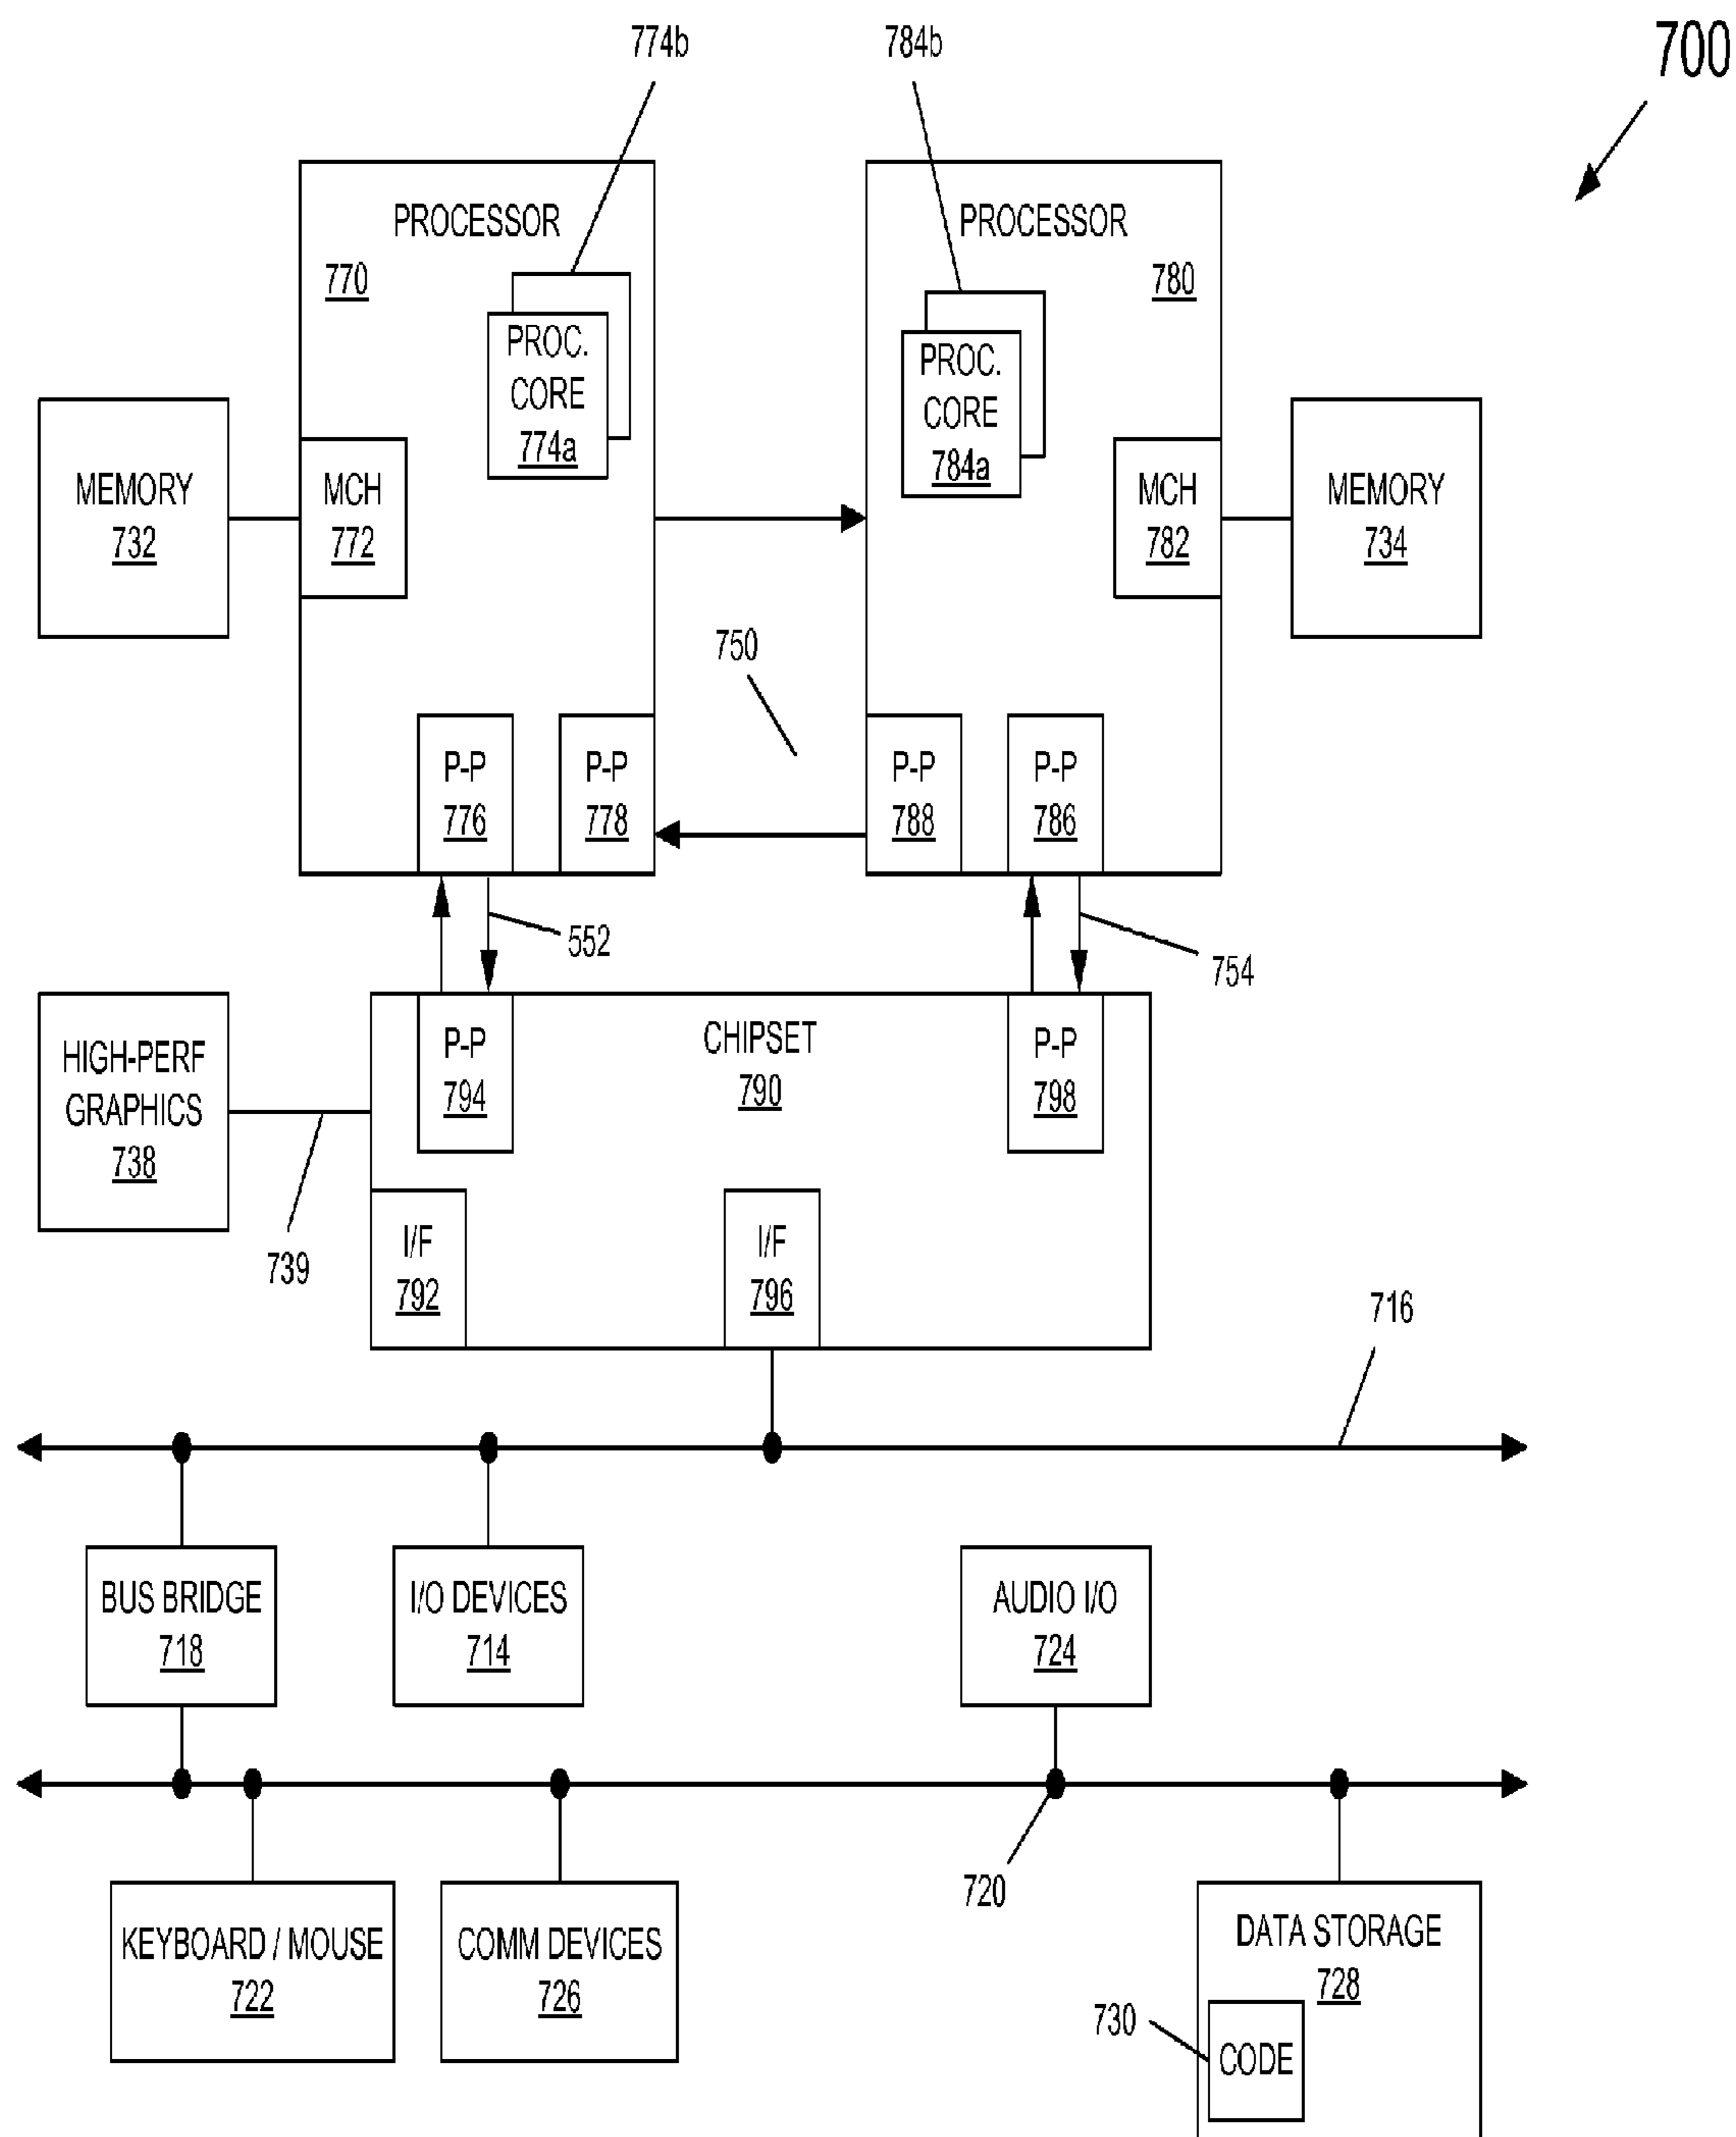 700
774b
784b
PROCESSOR
770
PROC.
CORE
774a
PROCESSOR
780
PROC.
CORE
784a
MEMORY
732
MCH
772
MCH
782
MEMORY
734
750
P-P
776
P-P
778
P-P
788
P-P
786
552
754
HIGH-PERF
GRAPHICS
738
739
P-P
794
CHIPSET
790
P-P
798
I/F
792
I/F
796
716
BUS BRIDGE
718
I/O DEVICES
714
AUDIO I/O
724
720
KEYBOARD / MOUSE
722
COMM DEVICES
726
DATA STORAGE
728
730
CODE